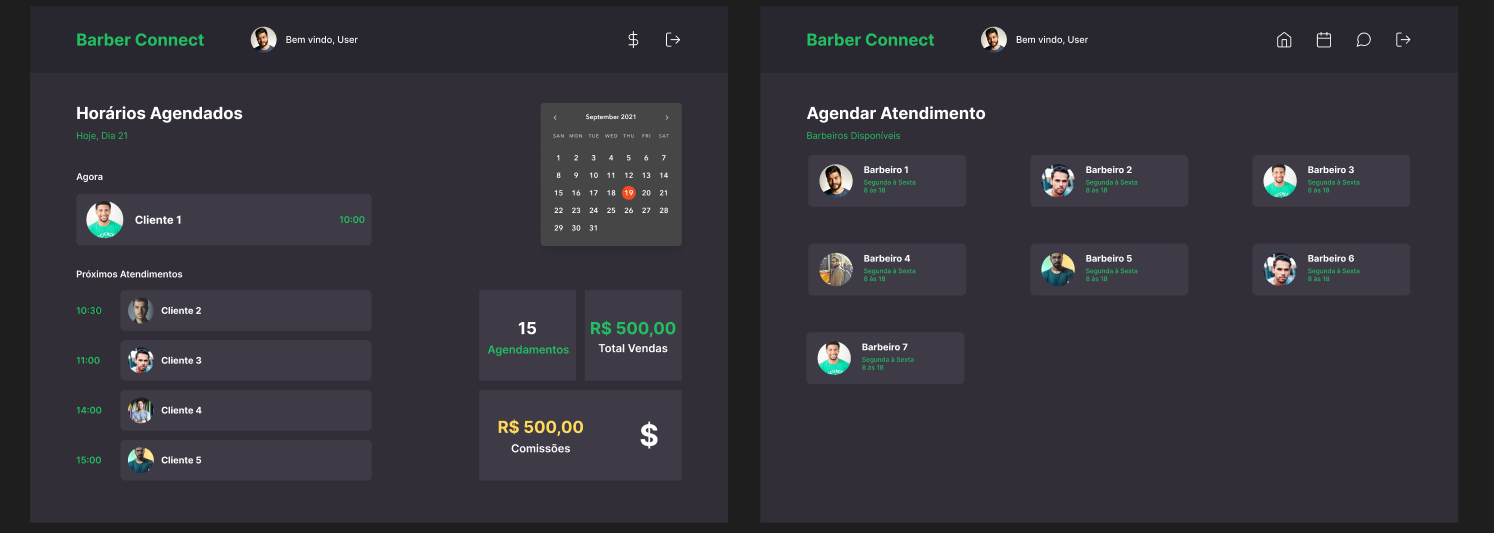 Barber Connect
Bem vindo, User
$
Horários Agendados
Hoje, Dia 21
September 2021
SAN MON TUE WED THU FRI SAT
1 2 3 4 5 6 7
8 9 10 11 12 13 14
15 16 17 18 19 20 21
22 23 24 25 26 27 28
29 30 31
Agora
Cliente 1
10:00
Próximos Atendimentos
10:30
Cliente 2
11:00
Cliente 3
14:00
Cliente 4
15:00
Cliente 5
15
Agendamentos
R$ 500,00
Total Vendas
R$ 500,00
Comissões
$
Barber Connect
Bem vindo, User
Agendar Atendimento
Barbeiros Disponíveis
Barbeiro 1
Segunda à Sexta
8 às 18
Barbeiro 2
Segunda à Sexta
8 às 18
Barbeiro 3
Segunda à Sexta
8 às 18
Barbeiro 4
Segunda à Sexta
8 às 18
Barbeiro 5
Segunda à Sexta
8 às 18
Barbeiro 6
Segunda à Sexta
8 às 18
Barbeiro 7
Segunda à Sexta
8 às 18